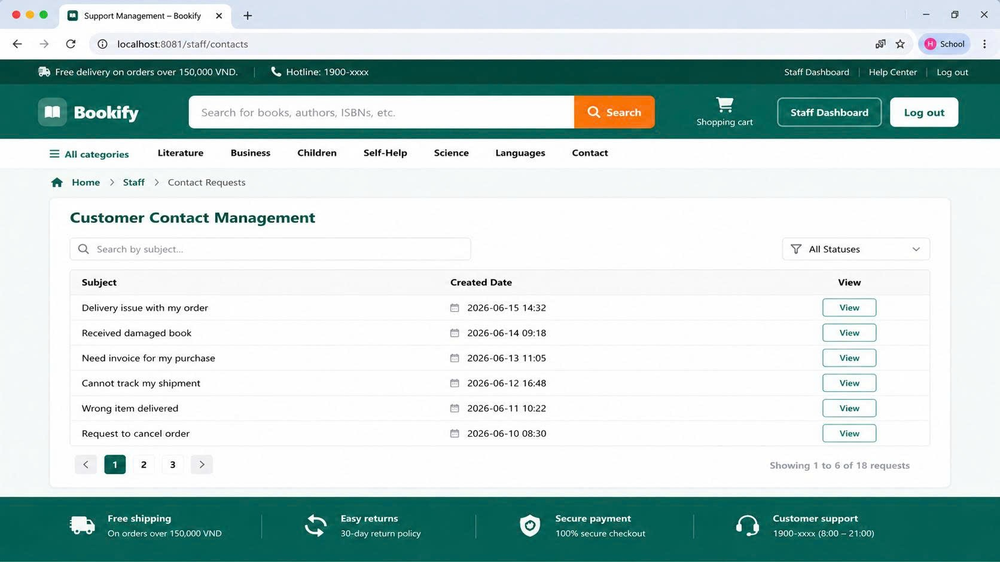 Support Management – Bookify
localhost:8081/staff/contacts
H School
Free delivery on orders over 150,000 VND. | Hotline: 1900-xxxx
Staff Dashboard | Help Center | Log out
Bookify
Search for books, authors, ISBNs, etc.
Search
Shopping cart
Staff Dashboard
Log out
All categories Literature Business Children Self-Help Science Languages Contact
Home > Staff > Contact Requests
Customer Contact Management
Search by subject...
All Statuses
Subject Created Date View
Delivery issue with my order 2026-06-15 14:32 View
Received damaged book 2026-06-14 09:18 View
Need invoice for my purchase 2026-06-13 11:05 View
Cannot track my shipment 2026-06-12 16:48 View
Wrong item delivered 2026-06-11 10:22 View
Request to cancel order 2026-06-10 08:30 View
< 1 2 3 >
Showing 1 to 6 of 18 requests
Free shipping
On orders over 150,000 VND
Easy returns
30-day return policy
Secure payment
100% secure checkout
Customer support
1900-xxxx (8:00 – 21:00)